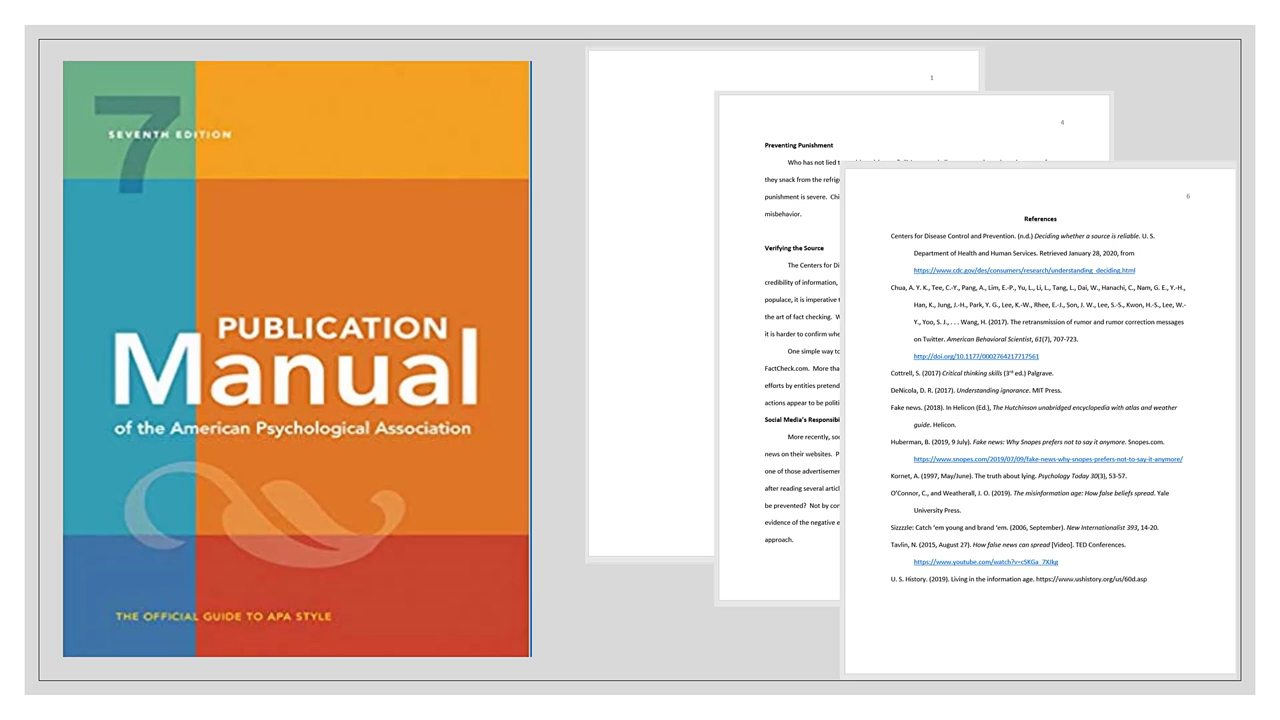 7
SEVENTH EDITION
PUBLICATION
Manual
of the American Psychological Association
THE OFFICIAL GUIDE TO APA STYLE
1
4
Preventing Punishment
Who has not lied t
they snack from the refrig
punishment is severe. Chi
misbehavior.
Verifying the Source
The Centers for Di
credibility of information,
populace, it is imperative t
the art of fact checking. W
it is harder to confirm whe
One simple way to
FactCheck.com. More tha
efforts by entities pretend
actions appear to be politi
Social Media's Responsibi
More recently, soc
news on their websites. P
one of those advertisemer
after reading several articl
be prevented? Not by cor
evidence of the negative e
approach.
6
References
Centers for Disease Control and Prevention. (n.d.) Deciding whether a source is reliable. U. S.
Department of Health and Human Services. Retrieved January 28, 2020, from
https://www.cdc.gov/des/consumers/research/understanding_deciding.html
Chua, A. Y. K., Tee, C.-Y., Pang, A., Lim, E.-P., Yu, L., Li, L., Tang, L., Dai, W., Hanachi, C., Nam, G. E., Y.-H.,
Han, K., Jung, J.-H., Park, Y. G., Lee, K.-W., Rhee, E.-J., Son, J. W., Lee, S.-S., Kwon, H.-S., Lee, W.-
Y., Yoo, S. J., . . . Wang, H. (2017). The retransmission of rumor and rumor correction messages
on Twitter. American Behavioral Scientist, 61(7), 707-723.
http://doi.org/10.1177/0002764217717561
Cottrell, S. (2017) Critical thinking skills (3rd ed.) Palgrave.
DeNicola, D. R. (2017). Understanding ignorance. MIT Press.
Fake news. (2018). In Helicon (Ed.), The Hutchinson unabridged encyclopedia with atlas and weather
guide. Helicon.
Huberman, B. (2019, 9 July). Fake news: Why Snopes prefers not to say it anymore. Snopes.com.
https://www.snopes.com/2019/07/09/fake-news-why-snopes-prefers-not-to-say-it-anymore/
Kornet, A. (1997, May/June). The truth about lying. Psychology Today 30(3), 53-57.
O'Connor, C., and Weatherall, J. O. (2019). The misinformation age: How false beliefs spread. Yale
University Press.
Sizzzzle: Catch 'em young and brand 'em. (2006, September). New Internationalist 393, 14-20.
Tavlin, N. (2015, August 27). How false news can spread [Video]. TED Conferences.
https://www.youtube.com/watch?v=cSKGa_7XJkg
U. S. History. (2019). Living in the information age. https://www.ushistory.org/us/60d.asp